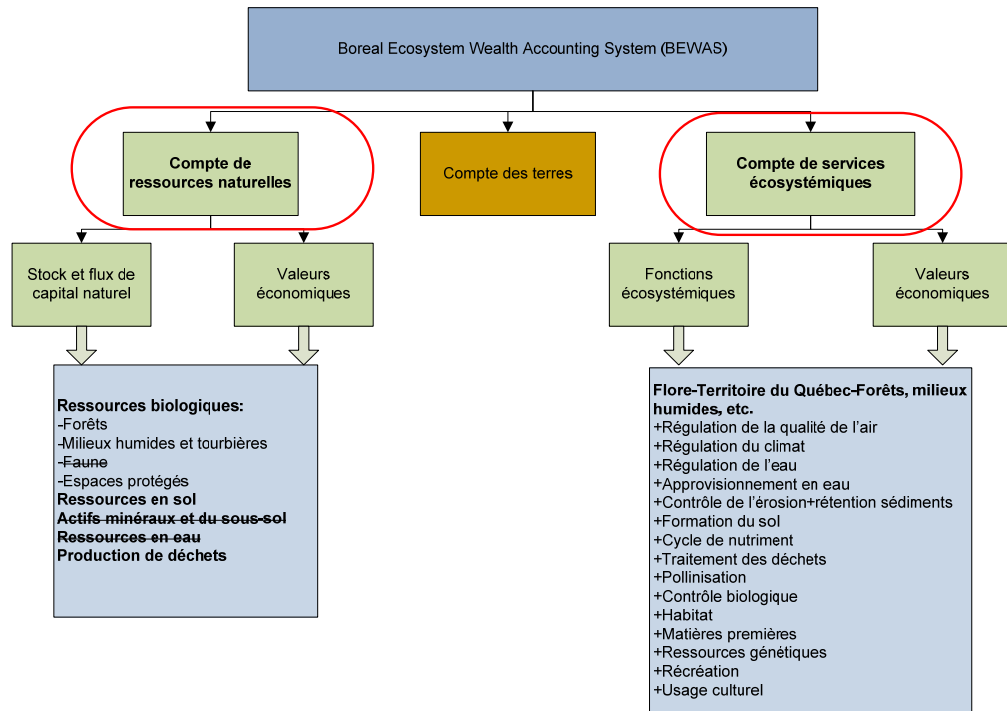 Boreal Ecosystem Wealth Accounting System (BEWAS)
Compte de
ressources naturelles
Compte des terres
Compte de services
écosystémiques
Stock et flux de
capital naturel
Valeurs
économiques
Fonctions
écosystémiques
Valeurs
économiques
Ressources biologiques:
-Forêts
-Milieux humides et tourbières
-Faune
-Espaces protégés
Ressources en sol
Actifs minéraux et du sous-sol
Ressources en eau
Production de déchets
Flore-Territoire du Québec-Forêts, milieux
humides, etc.
+Régulation de la qualité de l'air
+Régulation du climat
+Régulation de l'eau
+Approvisionnement en eau
+Contrôle de l'érosion+rétention sédiments
+Formation du sol
+Cycle de nutriment
+Traitement des déchets
+Pollinisation
+Contrôle biologique
+Habitat
+Matières premières
+Ressources génétiques
+Récréation
+Usage culturel